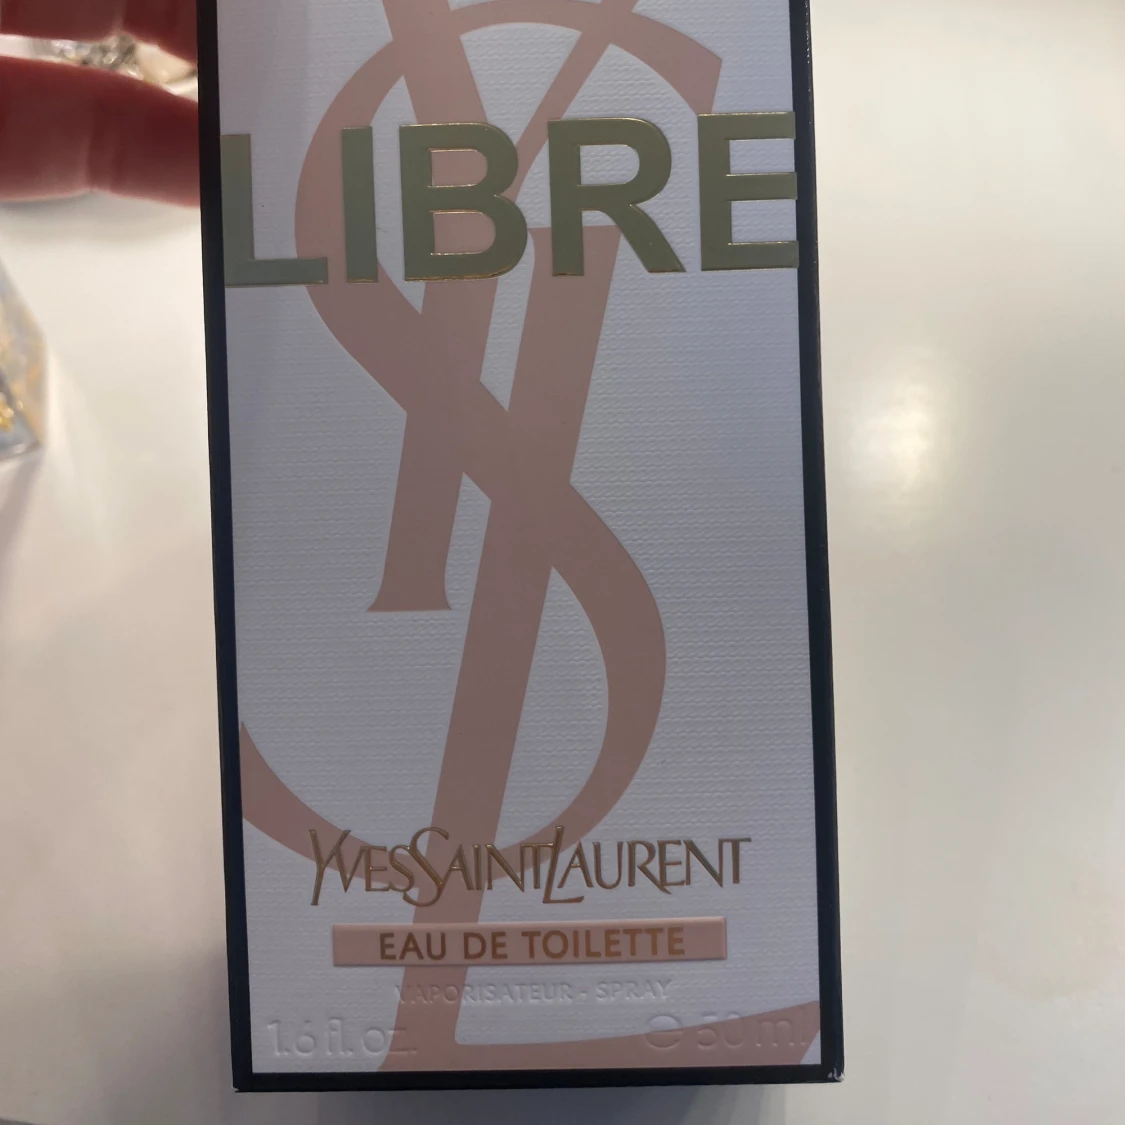 LIBRE
YVESSAINTLAURENT
EAU DE TOILETTE
VAPORISATEUR - SPRAY
1.6 fl. oz. ℮ 50 ml